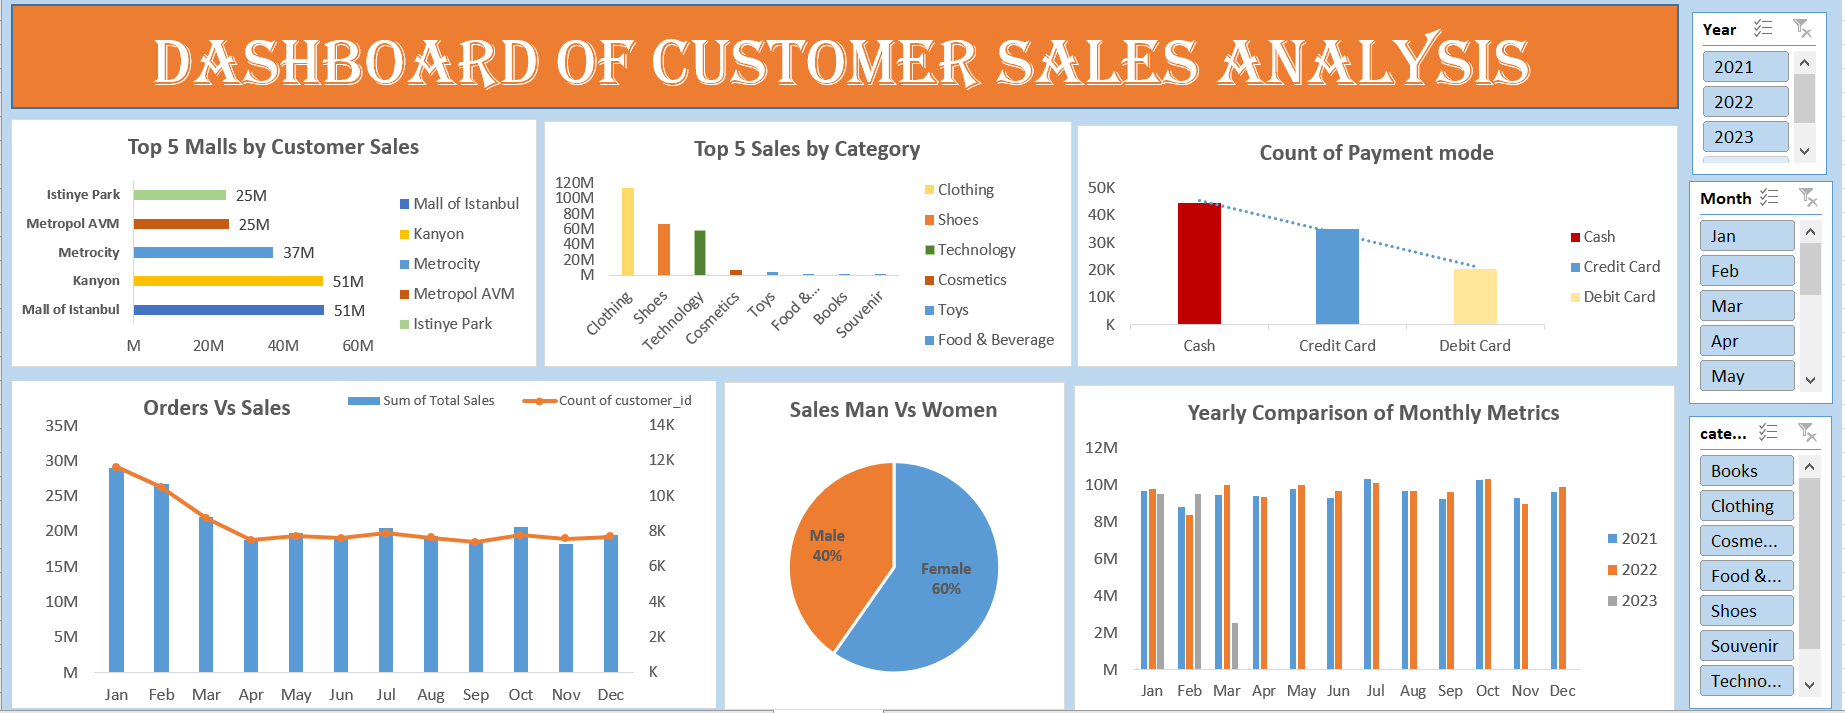 DASHBOARD OF CUSTOMER SALES ANALYSIS
Top 5 Malls by Customer Sales
Istinye Park 25M
Metropol AVM 25M
Metrocity 37M
Kanyon 51M
Mall of Istanbul 51M
M 20M 40M 60M
Mall of Istanbul
Kanyon
Metrocity
Metropol AVM
Istinye Park
Top 5 Sales by Category
120M
100M
80M
60M
40M
20M
M
Clothing
Shoes
Technology
Cosmetics
Toys
Food &...
Books
Souvenir
Clothing
Shoes
Technology
Cosmetics
Toys
Food & Beverage
Count of Payment mode
50K
40K
30K
20K
10K
K
Cash Credit Card Debit Card
Cash
Credit Card
Debit Card
Year
2021
2022
2023
Month
Jan
Feb
Mar
Apr
May
Orders Vs Sales
Sum of Total Sales Count of customer_id
35M
30M
25M
20M
15M
10M
5M
M
14K
12K
10K
8K
6K
4K
2K
K
Jan Feb Mar Apr May Jun Jul Aug Sep Oct Nov Dec
Sales Man Vs Women
Male
40%
Female
60%
Yearly Comparison of Monthly Metrics
12M
10M
8M
6M
4M
2M
M
Jan Feb Mar Apr May Jun Jul Aug Sep Oct Nov Dec
2021
2022
2023
cate...
Books
Clothing
Cosme...
Food &...
Shoes
Souvenir
Techno...